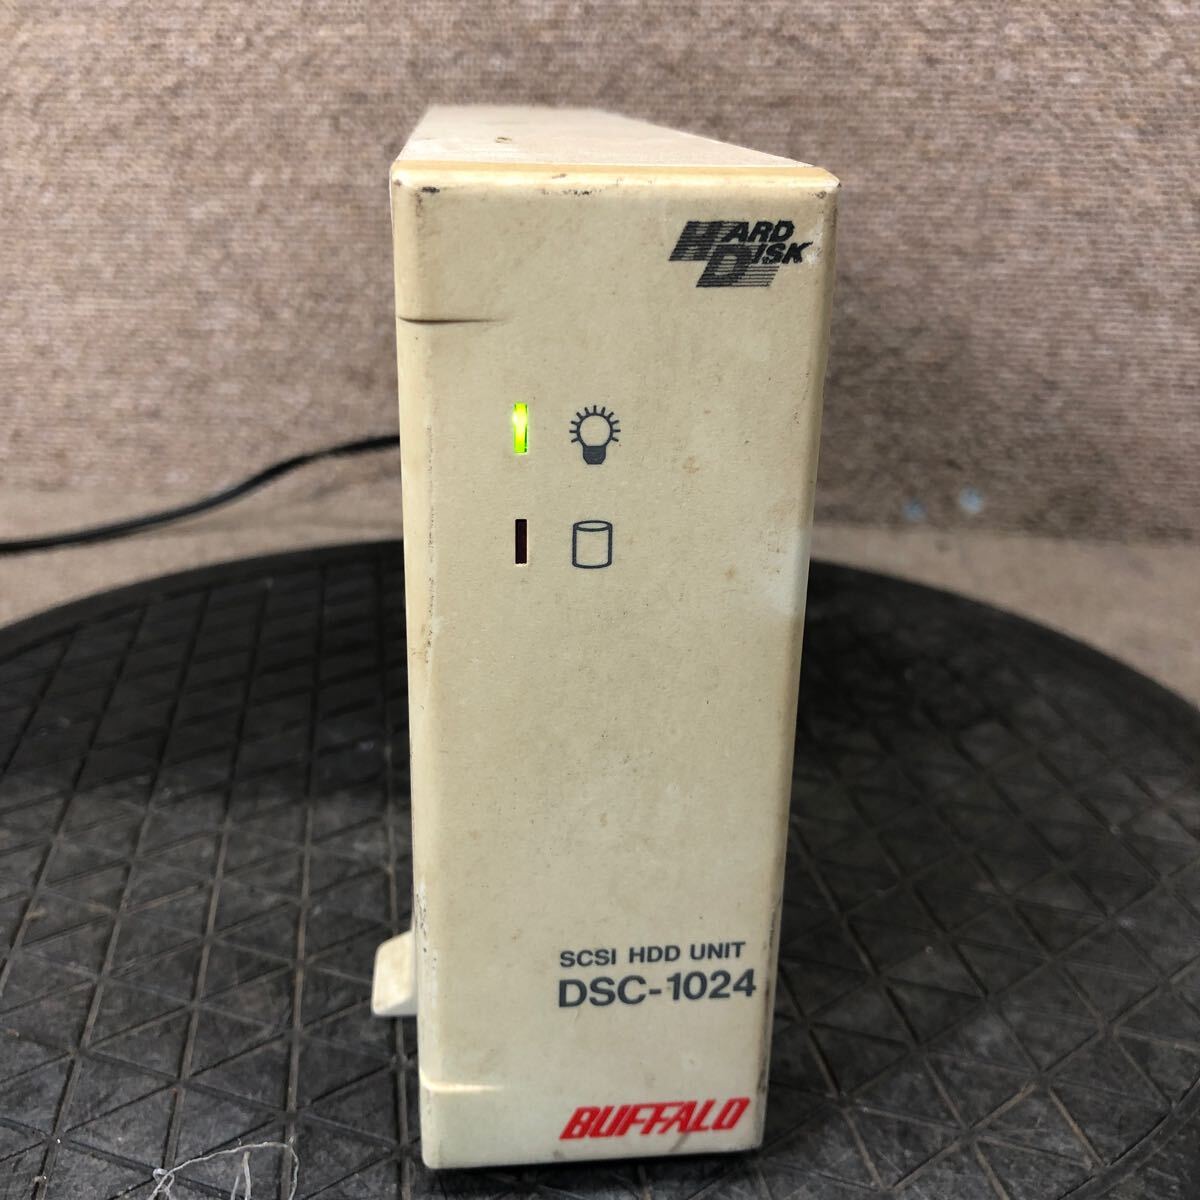 HARD
DISK
SCSI HDD UNIT
DSC-1024
BUFFALO